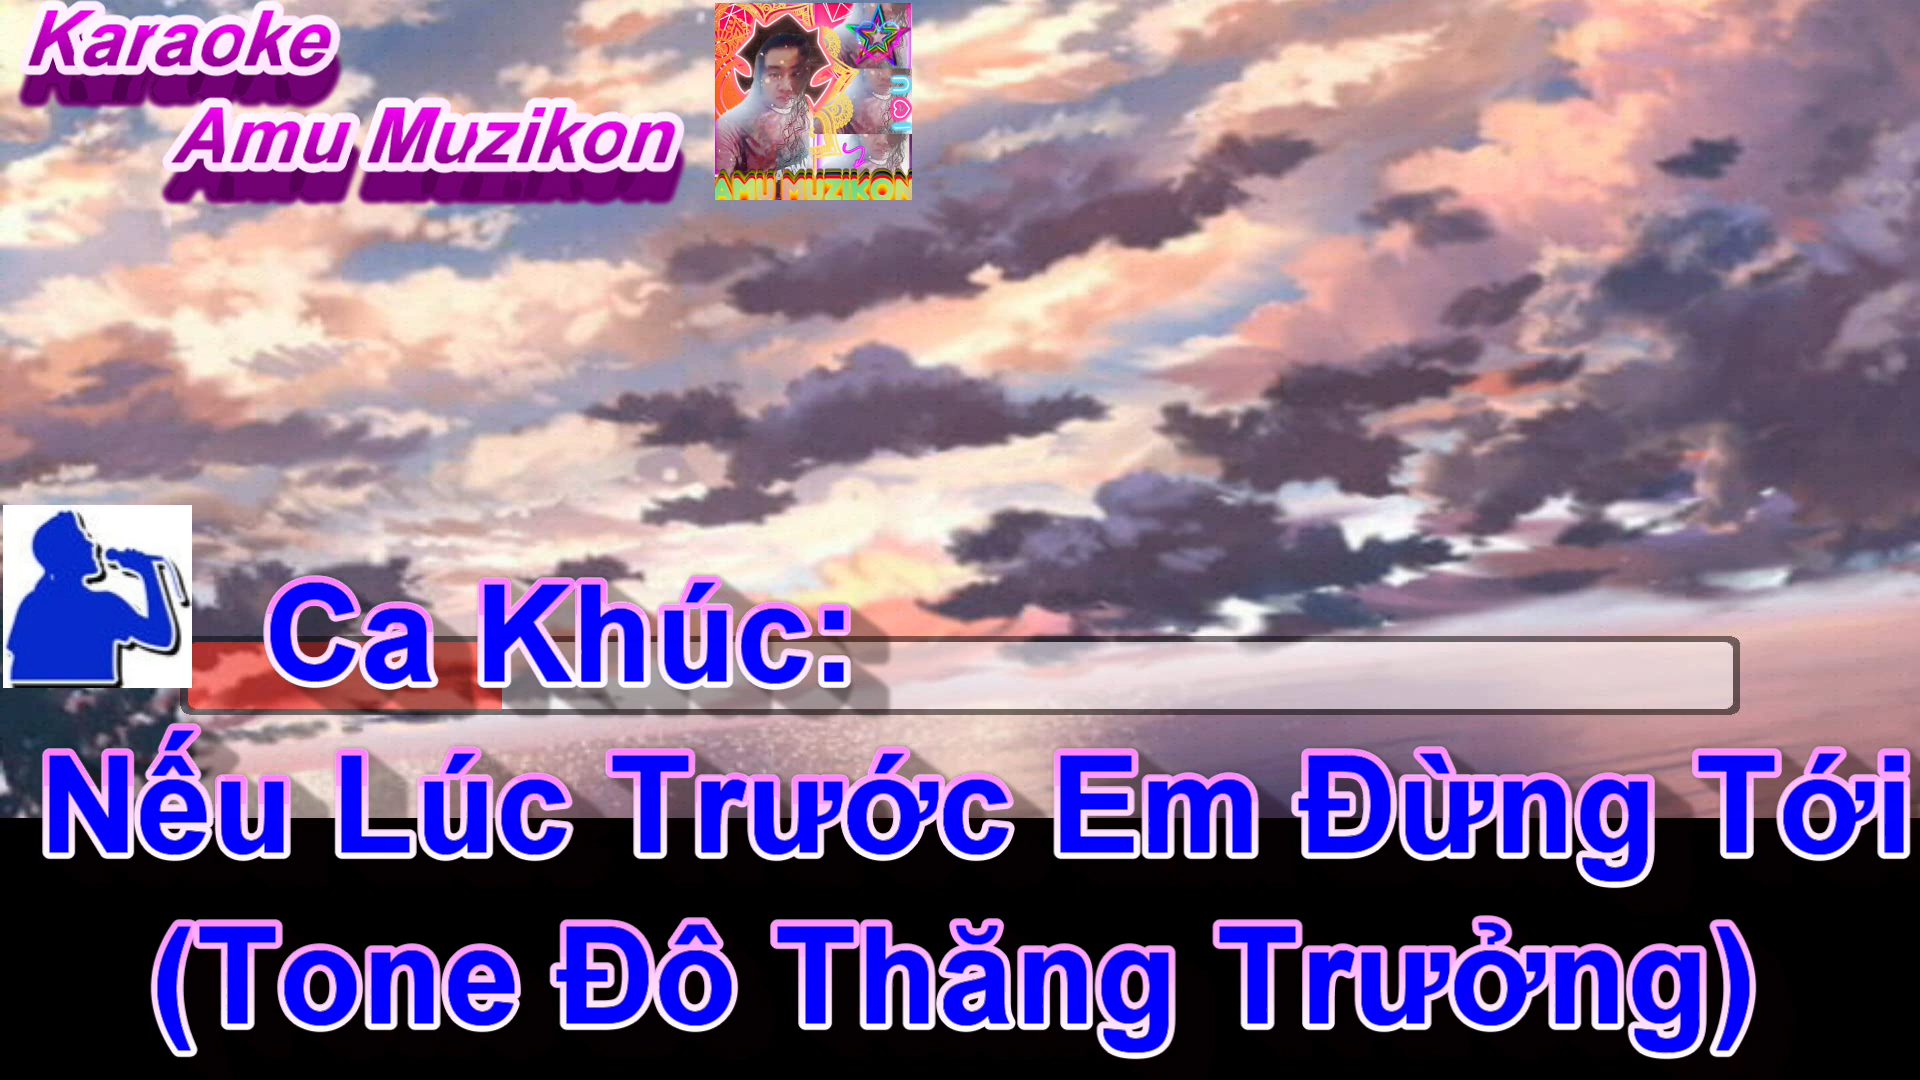 Karaoke
Amu Muzikon
AMU MUZIKON
Ca Khúc:
Nếu Lúc Trước Em Đừng Tới
(Tone Đô Thăng Trưởng)